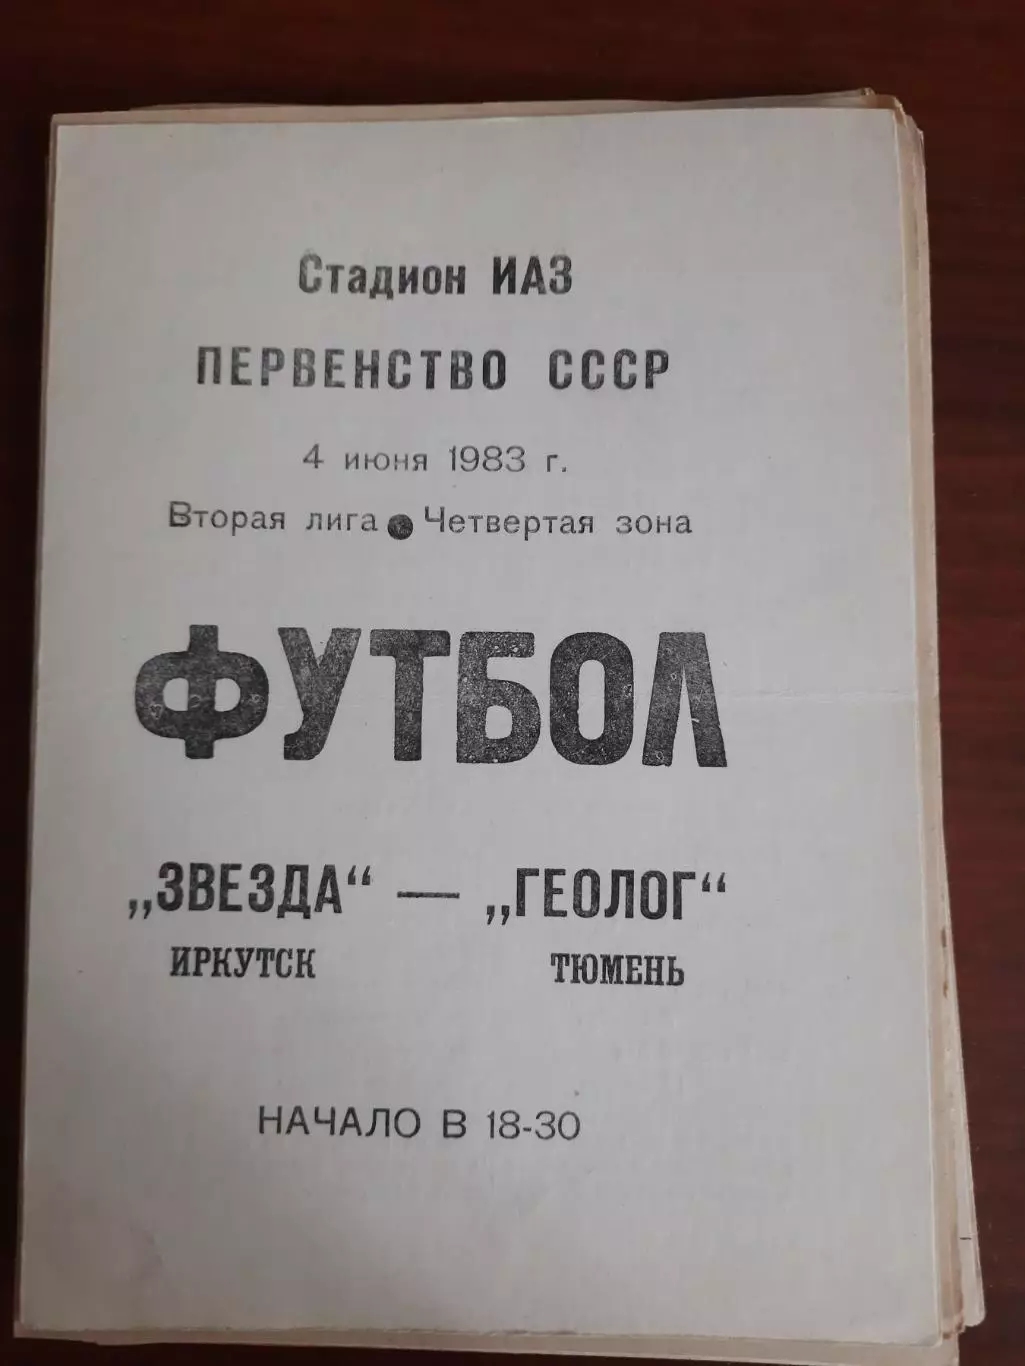 Стадион ИАЗ
ПЕРВЕНСТВО СССР
4 июня 1983 г.
Вторая лига ● Четвертая зона
ФУТБОЛ
„ЗВЕЗДА“ — „ГЕОЛОГ“
ИРКУТСК ТЮМЕНЬ
НАЧАЛО В 18-30